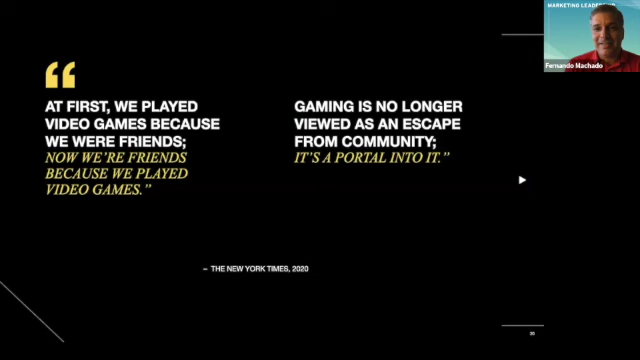 MARKETING LEADERSHIP
Fernando Machado
“
AT FIRST, WE PLAYED
VIDEO GAMES BECAUSE
WE WERE FRIENDS;
NOW WE'RE FRIENDS
BECAUSE WE PLAYED
VIDEO GAMES.”
GAMING IS NO LONGER
VIEWED AS AN ESCAPE
FROM COMMUNITY;
IT'S A PORTAL INTO IT.”
– THE NEW YORK TIMES, 2020